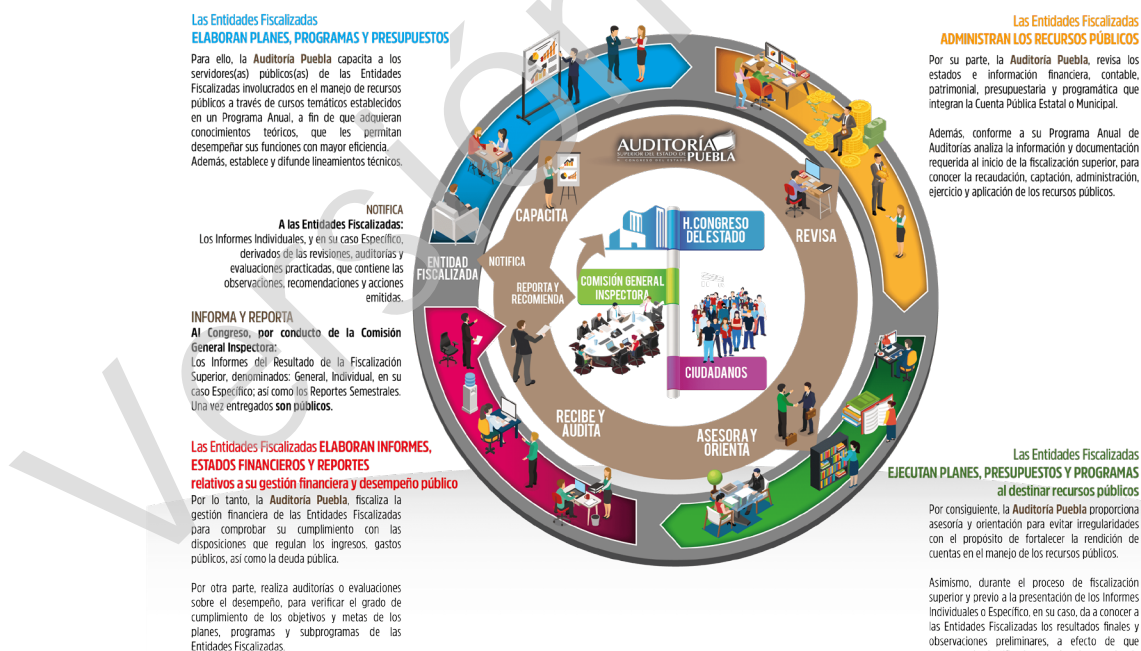 Las Entidades Fiscalizadas
ELABORAN PLANES, PROGRAMAS Y PRESUPUESTOS
Para ello, la Auditoría Puebla capacita a los
servidores(as) públicos(as) de las Entidades
Fiscalizadas involucrados en el manejo de recursos
públicos a través de cursos temáticos establecidos
en un Programa Anual, a fin de que adquieran
conocimientos teóricos, que les permitan
desempeñar sus funciones con mayor eficiencia.
Además, establece y difunde lineamientos técnicos.
NOTIFICA
A las Entidades Fiscalizadas:
Los Informes Individuales, y en su caso Específico,
derivados de las revisiones, auditorías y
evaluaciones practicadas, que contiene las
observaciones, recomendaciones y acciones
emitidas.
INFORMA Y REPORTA
Al Congreso, por conducto de la Comisión
General Inspectora:
Los Informes del Resultado de la Fiscalización
Superior, denominados: General, Individual, en su
caso Específico; así como los Reportes Semestrales.
Una vez entregados son públicos.
Las Entidades Fiscalizadas ELABORAN INFORMES,
ESTADOS FINANCIEROS Y REPORTES
relativos a su gestión financiera y desempeño público
Por lo tanto, la Auditoría Puebla, fiscaliza la
gestión financiera de las Entidades Fiscalizadas
para comprobar su cumplimiento con las
disposiciones que regulan los ingresos, gastos
públicos, así como la deuda pública.
Por otra parte, realiza auditorías o evaluaciones
sobre el desempeño, para verificar el grado de
cumplimiento de los objetivos y metas de los
planes, programas y subprogramas de las
Entidades Fiscalizadas.
AUDITORÍA
SUPERIOR DEL ESTADO DE PUEBLA
H. CONGRESO DEL ESTADO
CAPACITA
REVISA
H. CONGRESO
DEL ESTADO
ENTIDAD
FISCALIZADA
NOTIFICA
REPORTA Y
RECOMIENDA
COMISIÓN GENERAL
INSPECTORA
CIUDADANOS
RECIBE Y
AUDITA
ASESORA Y
ORIENTA
Las Entidades Fiscalizadas
ADMINISTRAN LOS RECURSOS PÚBLICOS
Por su parte, la Auditoría Puebla, revisa los
estados e información financiera, contable,
patrimonial, presupuestaria y programática que
integran la Cuenta Pública Estatal o Municipal.
Además, conforme a su Programa Anual de
Auditorías analiza la información y documentación
requerida al inicio de la fiscalización superior, para
conocer la recaudación, captación, administración,
ejercicio y aplicación de los recursos públicos.
Las Entidades Fiscalizadas
EJECUTAN PLANES, PRESUPUESTOS Y PROGRAMAS
al destinar recursos públicos
Por consiguiente, la Auditoría Puebla proporciona
asesoría y orientación para evitar irregularidades
con el propósito de fortalecer la rendición de
cuentas en el manejo de los recursos públicos.
Asimismo, durante el proceso de fiscalización
superior y previo a la presentación de los Informes
Individuales o Específico, en su caso, da a conocer a
las Entidades Fiscalizadas los resultados finales y
observaciones preliminares, a efecto de que
Versión